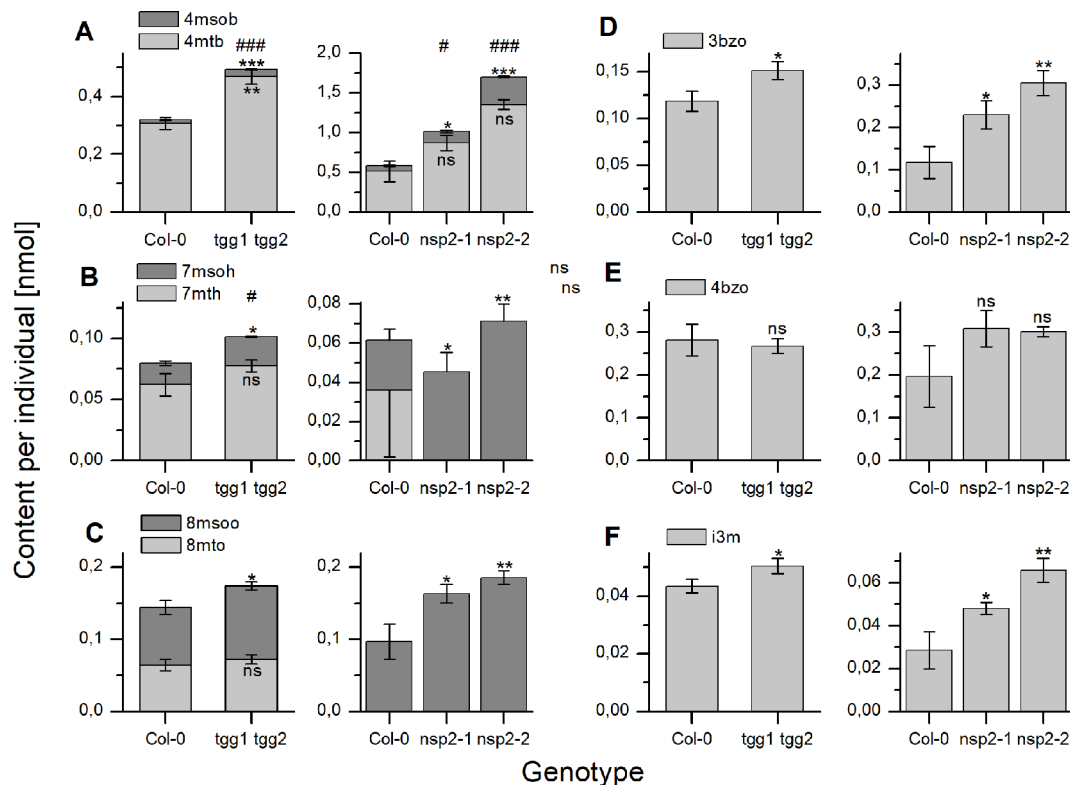 Content per individual [nmol]
A
4msob
4mtb
###
***
**
0,4
0,2
0,0
Col-0 tgg1 tgg2
# ###
***
*
ns
ns
2,0
1,5
1,0
0,5
0,0
Col-0 nsp2-1 nsp2-2
B
7msoh
7mth
#
*
ns
0,10
0,05
0,00
Col-0 tgg1 tgg2
ns
ns
**
*
0,08
0,06
0,04
0,02
0,00
Col-0 nsp2-1 nsp2-2
C
8msoo
8mto
*
ns
0,2
0,1
0,0
Col-0 tgg1 tgg2
**
*
0,2
0,1
0,0
Col-0 nsp2-1 nsp2-2
D
3bzo
*
0,15
0,10
0,05
0,00
Col-0 tgg1 tgg2
**
*
0,3
0,2
0,1
0,0
Col-0 nsp2-1 nsp2-2
E
4bzo
ns
0,3
0,2
0,1
0,0
Col-0 tgg1 tgg2
ns ns
0,3
0,2
0,1
0,0
Col-0 nsp2-1 nsp2-2
F
i3m
*
0,04
0,02
0,00
Col-0 tgg1 tgg2
**
*
0,06
0,04
0,02
0,00
Col-0 nsp2-1 nsp2-2
Genotype